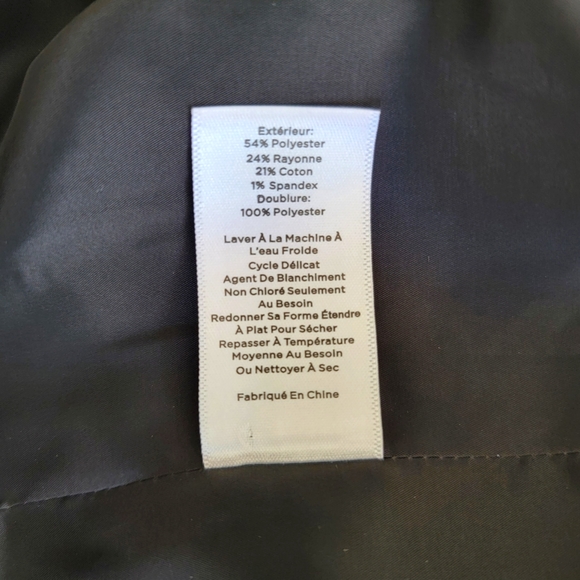 Extérieur:
54% Polyester
24% Rayonne
21% Coton
1% Spandex
Doublure:
100% Polyester
Laver À La Machine À
L'eau Froide
Cycle Délicat
Agent De Blanchiment
Non Chloré Seulement
Au Besoin
Redonner Sa Forme Étendre
À Plat Pour Sécher
Repasser À Température
Moyenne Au Besoin
Ou Nettoyer À Sec
Fabriqué En Chine